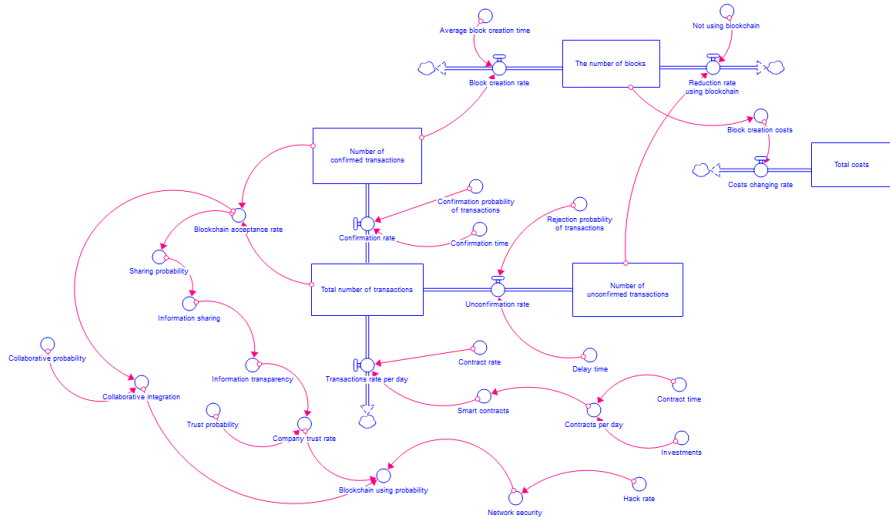 Average block creation time
Not using blockchain
The number of blocks
Block creation rate
Reduction rate
using blockchain
Block creation costs
Number of
confirmed transactions
Total costs
Costs changing rate
Confirmation probability
of transactions
Rejection probability
of transactions
Blockchain acceptance rate
Confirmation rate
Confirmation time
Sharing probability
Total number of transactions
Number of
unconfirmed transactions
Unconfirmation rate
Information sharing
Collaborative probability
Information transparency
Contract rate
Delay time
Transactions rate per day
Collaborative integration
Smart contracts
Contract time
Trust probability
Company trust rate
Contracts per day
Investments
Blockchain using probability
Network security
Hack rate